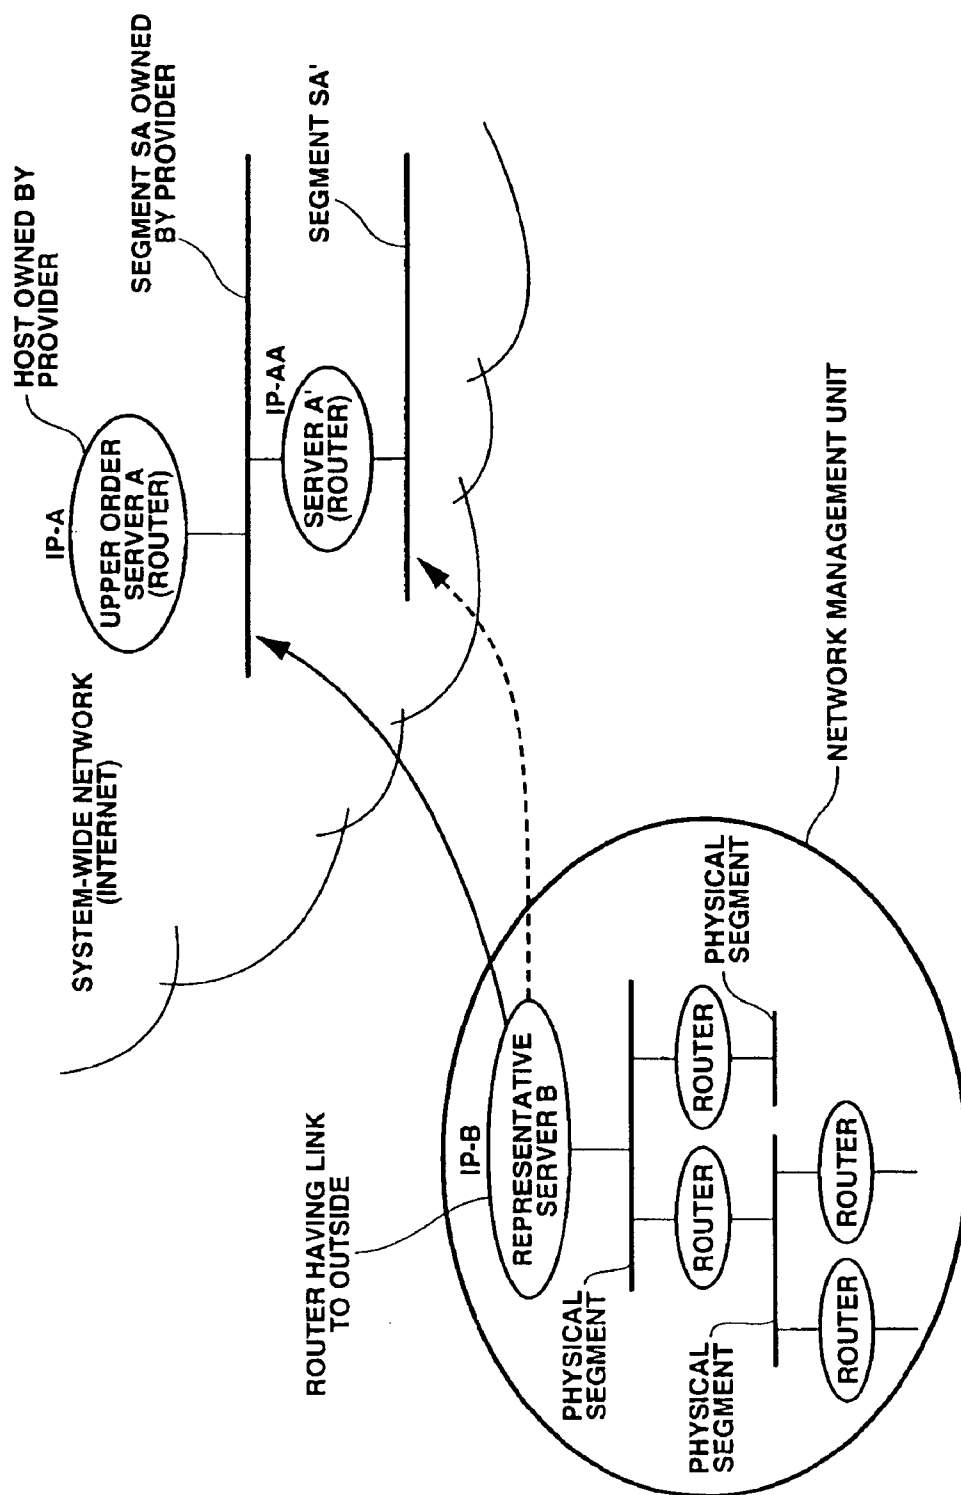 SYSTEM-WIDE NETWORK
(INTERNET)
IP-A
UPPER ORDER
SERVER A
(ROUTER)
HOST OWNED BY
PROVIDER
SEGMENT SA OWNED
BY PROVIDER
IP-AA
SERVER A'
(ROUTER)
SEGMENT SA'
ROUTER HAVING LINK
TO OUTSIDE
IP-B
REPRESENTATIVE
SERVER B
PHYSICAL
SEGMENT
ROUTER
ROUTER
PHYSICAL
SEGMENT
PHYSICAL
SEGMENT
ROUTER
ROUTER
NETWORK MANAGEMENT UNIT